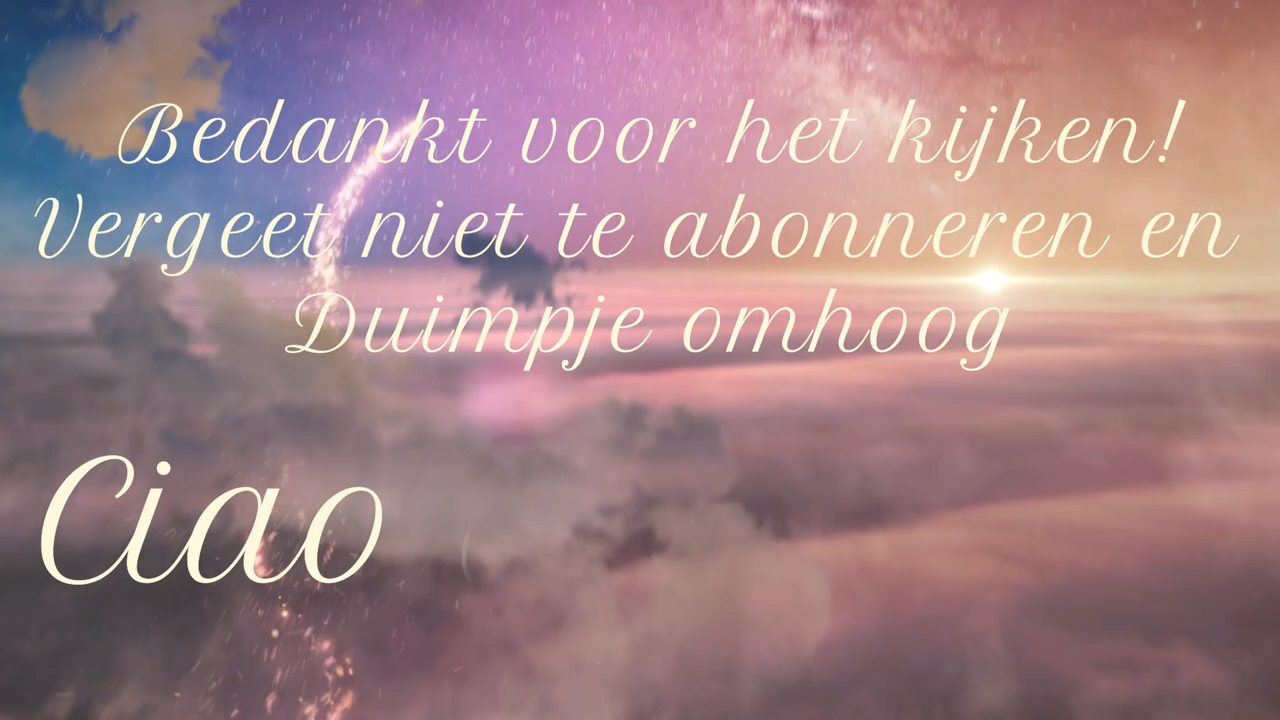 Bedankt voor het kijken!
Vergeet niet te abonneren en
Duimpje omhoog
Ciao